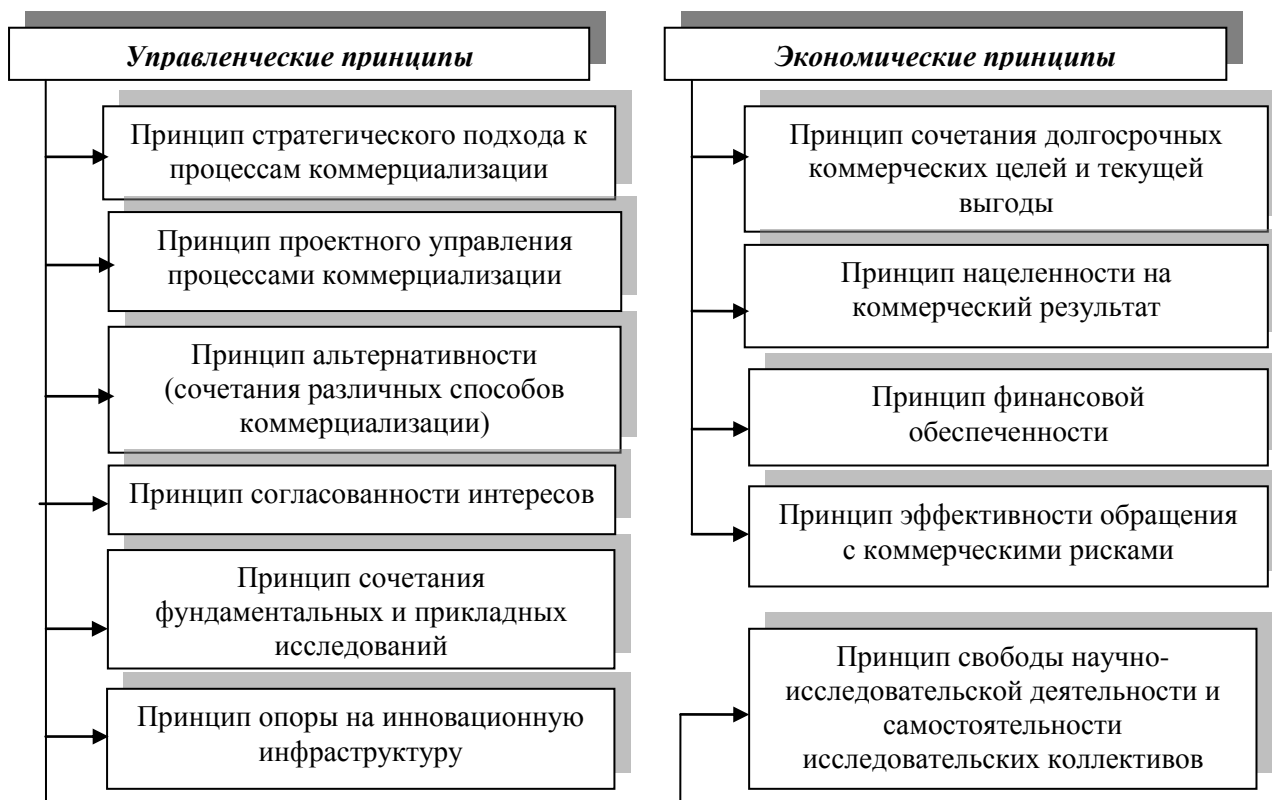 Управленческие принципы
Принцип стратегического подхода к
процессам коммерциализации
Принцип проектного управления
процессами коммерциализации
Принцип альтернативности
(сочетания различных способов
коммерциализации)
Принцип согласованности интересов
Принцип сочетания
фундаментальных и прикладных
исследований
Принцип опоры на инновационную
инфраструктуру
Экономические принципы
Принцип сочетания долгосрочных
коммерческих целей и текущей
выгоды
Принцип нацеленности на
коммерческий результат
Принцип финансовой
обеспеченности
Принцип эффективности обращения
с коммерческими рисками
Принцип свободы научно-
исследовательской деятельности и
самостоятельности
исследовательских коллективов